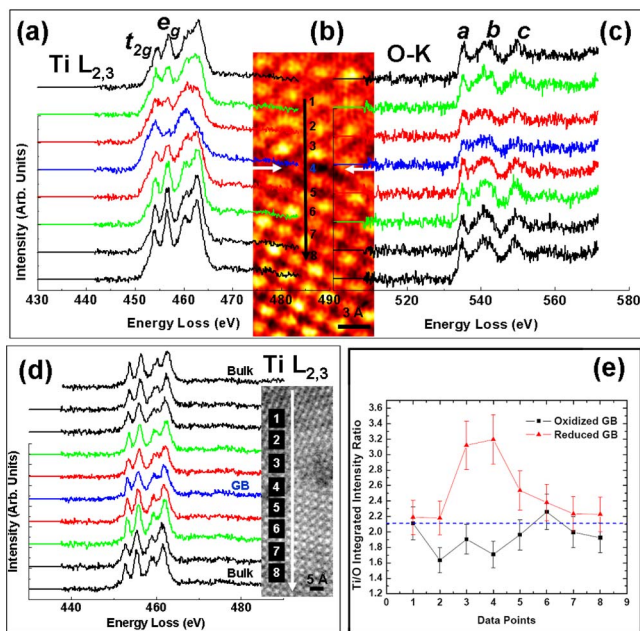 (a)
t2g
eg
Ti L2,3
(b)
O-K
a
b
c
(c)
1
2
3
4
5
6
7
8
3 Å
Intensity (Arb. Units)
430
440
450
460
470
480
490
Energy Loss (eV)
520
540
560
580
Energy Loss (eV)
(d)
Ti L2,3
Bulk
GB
Bulk
1
2
3
4
5
6
7
8
5 Å
Intensity (Arb. Units)
440
460
480
Energy Loss (eV)
(e)
Oxidized GB
Reduced GB
Ti/O Integrated Intensity Ratio
3.6
3.4
3.2
3.0
2.8
2.6
2.4
2.2
2.0
1.8
1.6
1.4
1.2
0 1 2 3 4 5 6 7 8 9
Data Points